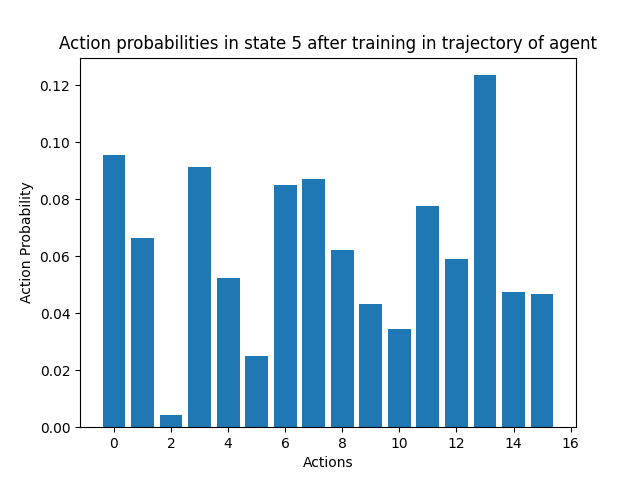 Action probabilities in state 5 after training in trajectory of agent
Action Probability
0.12
0.10
0.08
0.06
0.04
0.02
0.00
0 2 4 6 8 10 12 14 16
Actions